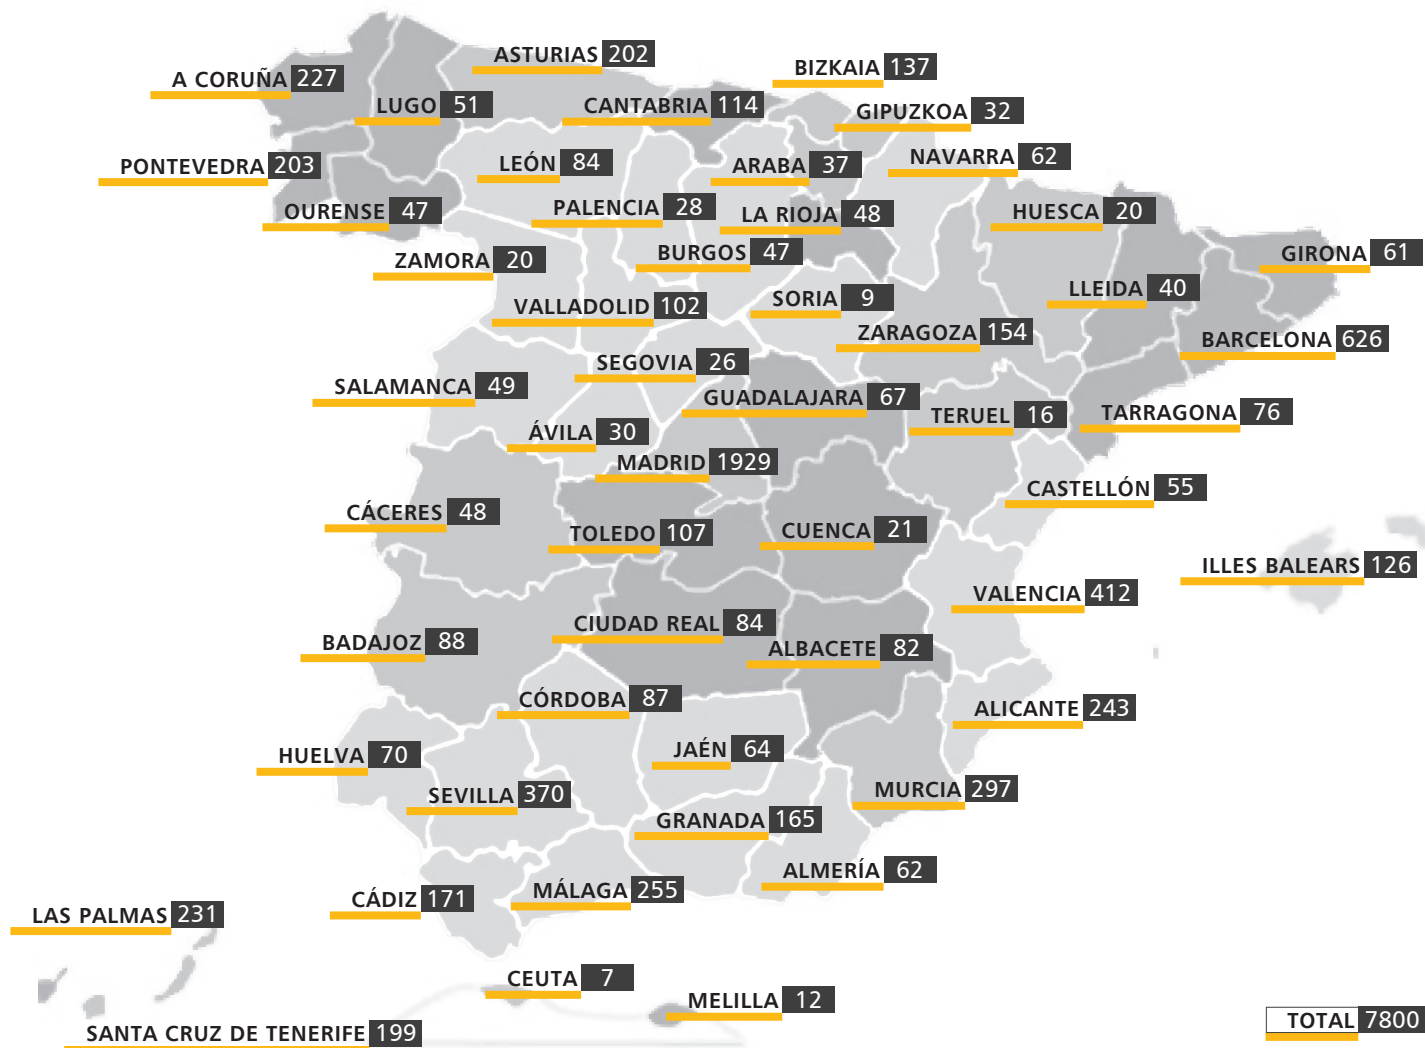 ASTURIAS 202
BIZKAIA 137
A CORUÑA 227
LUGO 51
CANTABRIA 114
GIPUZKOA 32
PONTEVEDRA 203
LEÓN 84
ARABA 37
NAVARRA 62
OURENSE 47
PALENCIA 28
LA RIOJA 48
HUESCA 20
ZAMORA 20
BURGOS 47
GIRONA 61
VALLADOLID 102
SORIA 9
LLEIDA 40
ZARAGOZA 154
BARCELONA 626
SEGOVIA 26
SALAMANCA 49
GUADALAJARA 67
TERUEL 16
TARRAGONA 76
ÁVILA 30
MADRID 1929
CASTELLÓN 55
CÁCERES 48
TOLEDO 107
CUENCA 21
ILLES BALEARS 126
VALENCIA 412
CIUDAD REAL 84
BADAJOZ 88
ALBACETE 82
CÓRDOBA 87
ALICANTE 243
HUELVA 70
JAÉN 64
SEVILLA 370
MURCIA 297
GRANADA 165
ALMERÍA 62
CÁDIZ 171
MÁLAGA 255
LAS PALMAS 231
CEUTA 7
MELILLA 12
SANTA CRUZ DE TENERIFE 199
TOTAL 7800